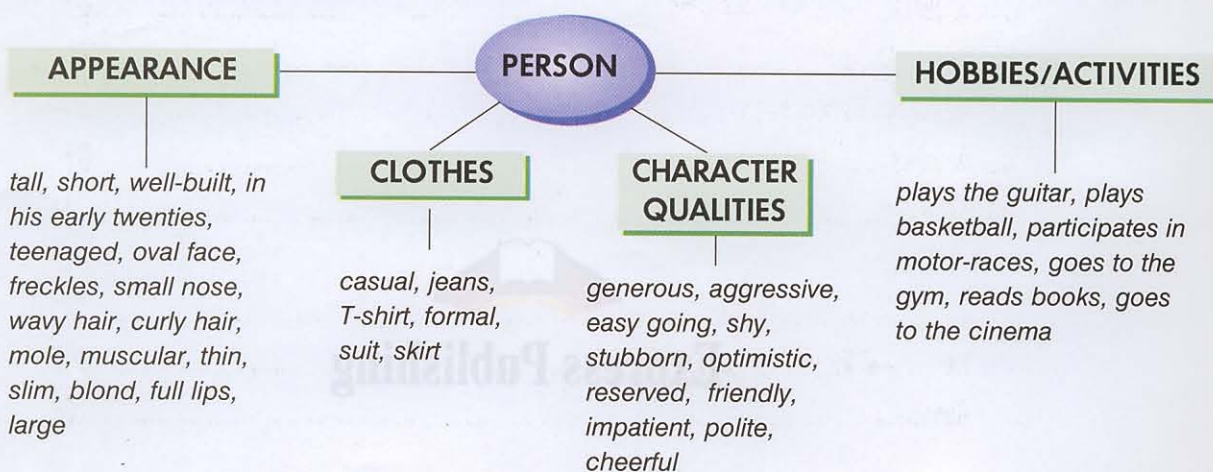 PERSON
APPEARANCE
tall, short, well-built, in
his early twenties,
teenaged, oval face,
freckles, small nose,
wavy hair, curly hair,
mole, muscular, thin,
slim, blond, full lips,
large
CLOTHES
casual, jeans,
T-shirt, formal,
suit, skirt
CHARACTER
QUALITIES
generous, aggressive,
easy going, shy,
stubborn, optimistic,
reserved, friendly,
impatient, polite,
cheerful
HOBBIES/ACTIVITIES
plays the guitar, plays
basketball, participates in
motor-races, goes to the
gym, reads books, goes
to the cinema
Express Publishing